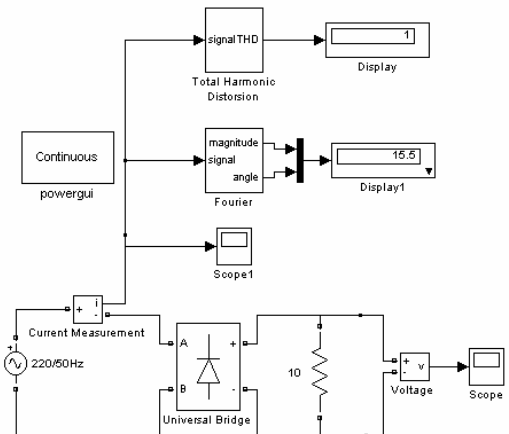 signal THD
1
Display
Total Harmonic
Distorsion
Continuous
powergui
magnitude
signal
angle
Fourier
15.5
Display1
Scope1
+
i
-
Current Measurement
+
220/50Hz
A
+
B
-
Universal Bridge
10
+
-
v
Voltage
Scope